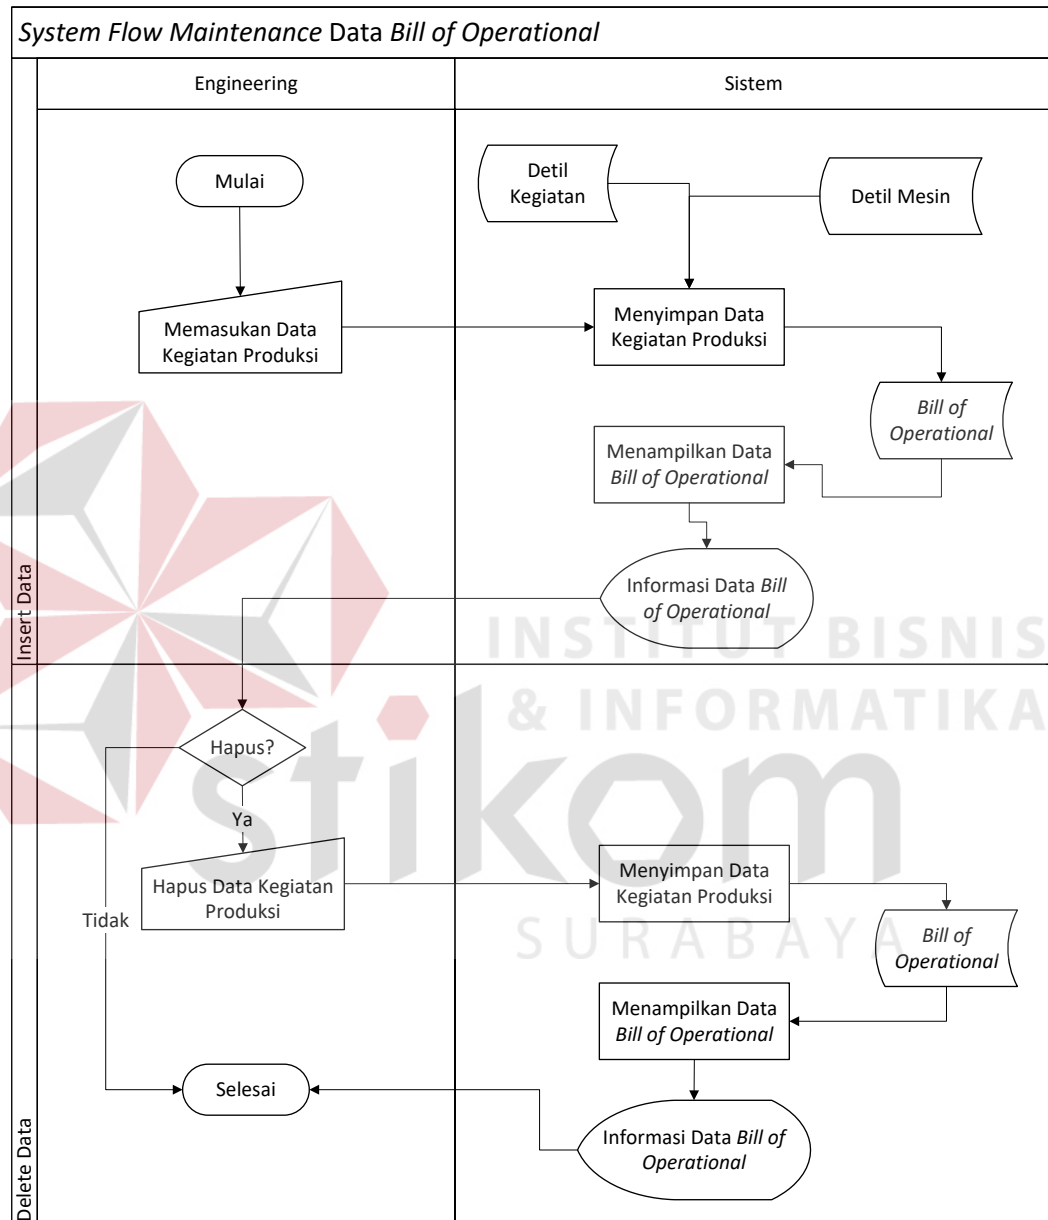 System Flow Maintenance Data Bill of Operational
Engineering
Sistem
Insert Data
Mulai
Detil
Kegiatan
Detil Mesin
Memasukan Data
Kegiatan Produksi
Menyimpan Data
Kegiatan Produksi
Bill of
Operational
Menampilkan Data
Bill of Operational
Informasi Data Bill
of Operational
INSTITUT BISNIS
& INFORMATIKA
stikom
SURABAYA
Delete Data
Hapus?
Ya
Tidak
Hapus Data Kegiatan
Produksi
Menyimpan Data
Kegiatan Produksi
Bill of
Operational
Menampilkan Data
Bill of Operational
Selesai
Informasi Data Bill of
Operational